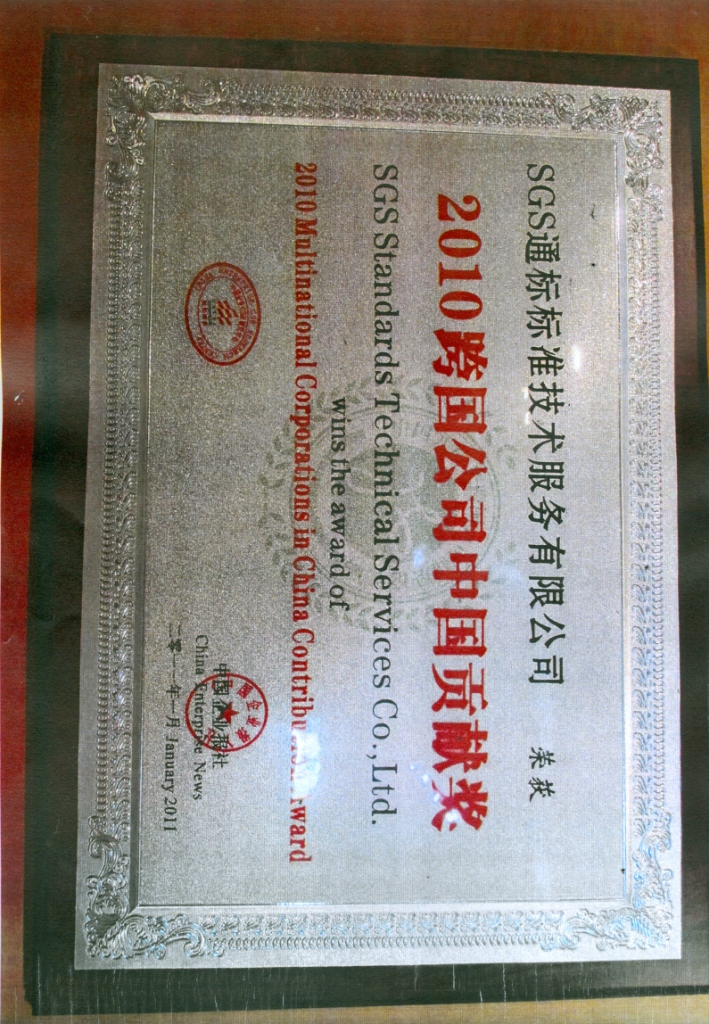 SGS通标标准技术服务有限公司 荣获
2010跨国公司中国贡献奖
SGS Standards Technical Services Co.,Ltd.
wins the award of
2010 Multinational Corporations in China
中国企业报社
China Enterprise News
二零一一年一月 January 2011